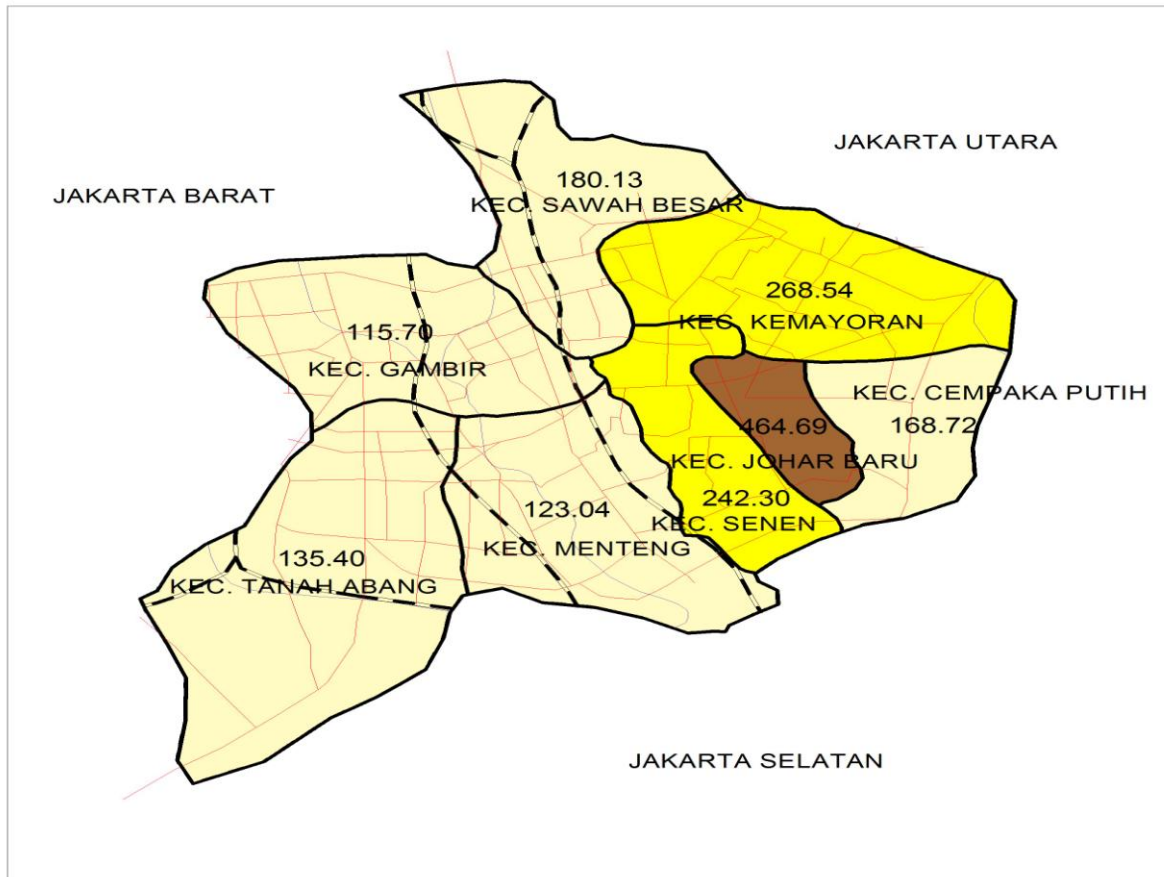 JAKARTA UTARA
JAKARTA BARAT
180.13
KEC. SAWAH BESAR
268.54
KEC. KEMAYORAN
115.70
KEC. GAMBIR
KEC. CEMPAKA PUTIH
168.72
464.69
KEC. JOHAR BARU
242.30
KEC. SENEN
123.04
KEC. MENTENG
135.40
KEC. TANAH ABANG
JAKARTA SELATAN